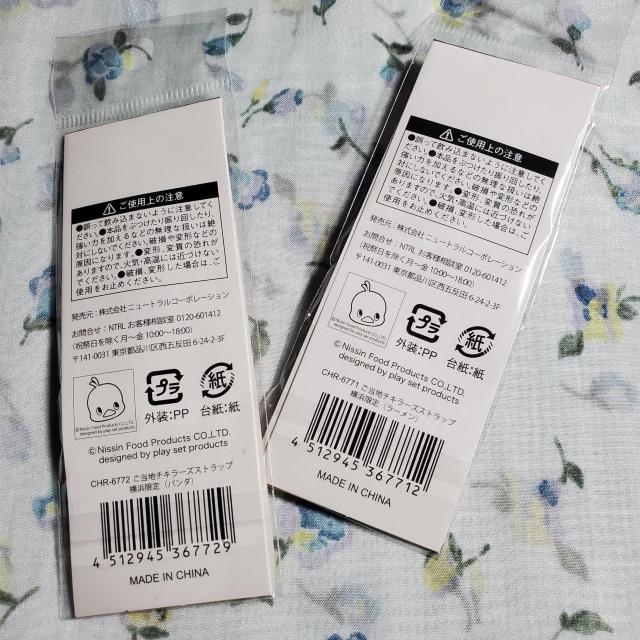 ご使用上の注意
●誤って飲み込まないように注意してく
ださい。●本品をぶつけたり振り回したり、
強い力を加えるなどの無理な扱いは絶
対にしないでください。破損や変形などの
原因になります。●変形、変質の恐れが
ありますので、火気・高温には近づけない
でください。●破損、変形した場合は、ご
使用をお止めください。
発売元:株式会社 ニュートラルコーポレーション
お問合せ:NTRL お客様相談室 0120-601412
(祝祭日を除く月~金 10:00~18:00)
〒141-0031 東京都品川区西五反田 6-24-2-3F
プラ
紙
外装:PP 台紙:紙
©Nissin Food Products CO.LTD.
designed by play set products
CHR-6772 ご当地チキラーズストラップ
横浜限定(パンダ)
4 512945 367729
MADE IN CHINA
ご使用上の注意
●誤って飲み込まないように注意してく
ださい。●本品をぶつけたり振り回したり、
強い力を加えるなどの無理な扱いは絶
対にしないでください。破損や変形などの
原因になります。●変形、変質の恐れが
ありますので、火気・高温には近づけない
でください。●破損、変形した場合は、ご
使用をお止めください。
発売元:株式会社 ニュートラルコーポレーション
お問合せ:NTRL お客様相談室 0120-601412
(祝祭日を除く月~金 10:00~18:00)
〒141-0031 東京都品川区西五反田 6-24-2-3F
プラ
紙
外装:PP 台紙:紙
©Nissin Food Products CO.LTD.
designed by play set products
CHR-6771 ご当地チキラーズストラップ
横浜限定(ラーメン)
4 512945 367712
MADE IN CHINA